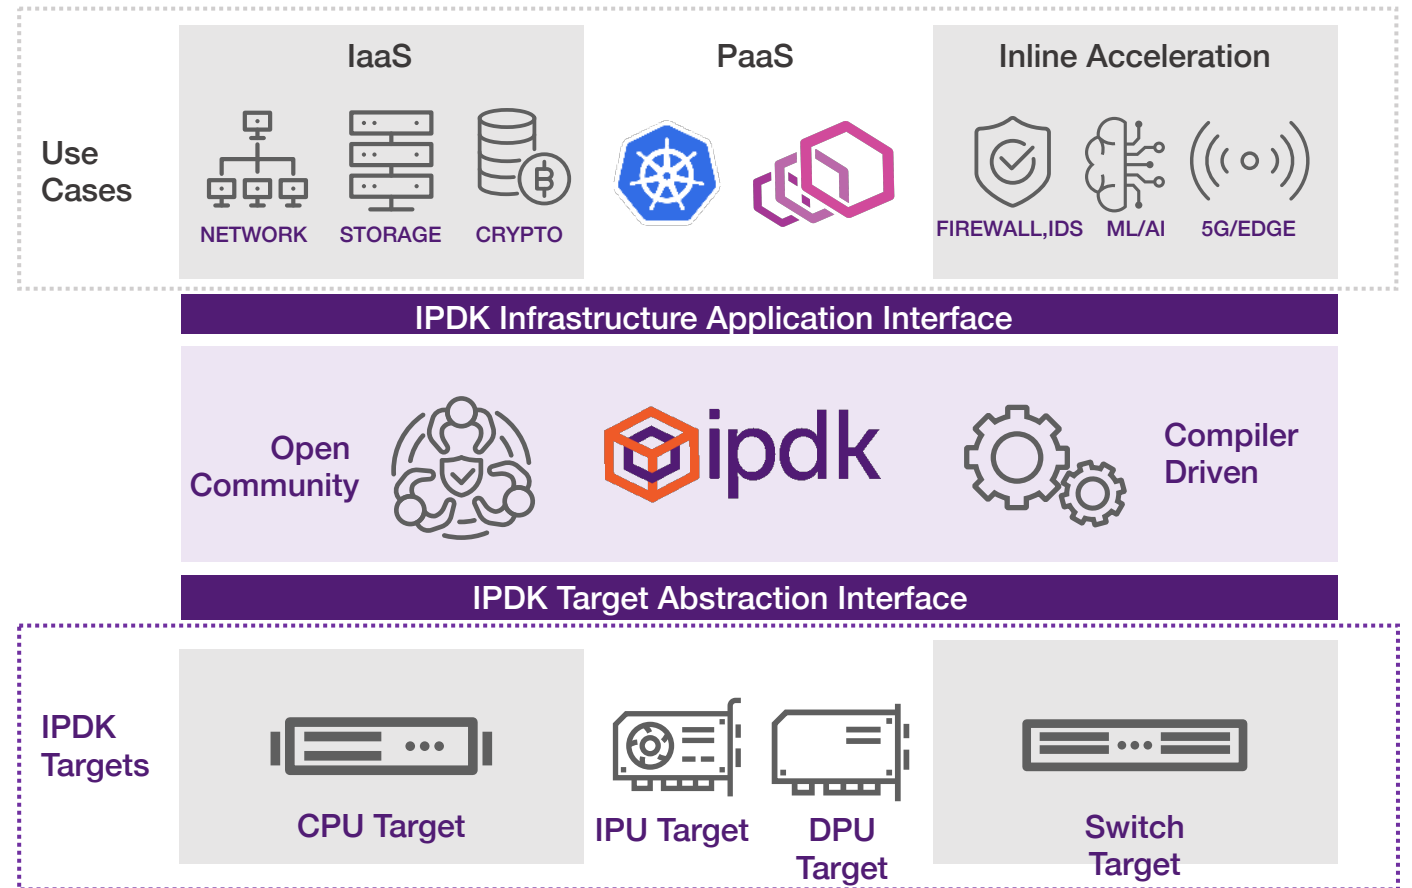 IaaS
PaaS
Inline Acceleration
Use
Cases
NETWORK
STORAGE
CRYPTO
FIREWALL,IDS
ML/AI
5G/EDGE
IPDK Infrastructure Application Interface
Open
Community
ipdk
Compiler
Driven
IPDK Target Abstraction Interface
IPDK
Targets
CPU Target
IPU Target
DPU
Target
Switch
Target